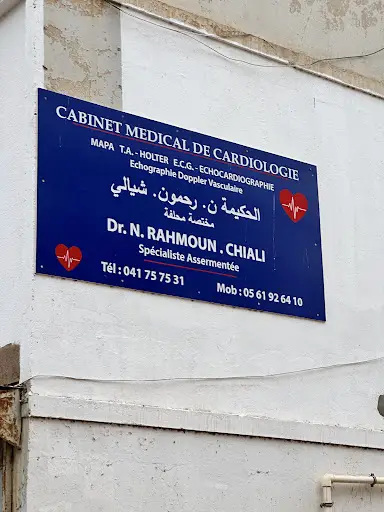 CABINET MEDICAL DE CARDIOLOGIE
MAPA T.A. - HOLTER E.C.G. - ECHOCARDIOGRAPHIE
Echographie Doppler Vasculaire
الحكيمة ن. رحمون. شيالي
مختصة محلفة
Dr. N. RAHMOUN . CHIALI
Spécialiste Assermentée
Tél : 041 75 75 31
Mob : 05 61 92 64 10